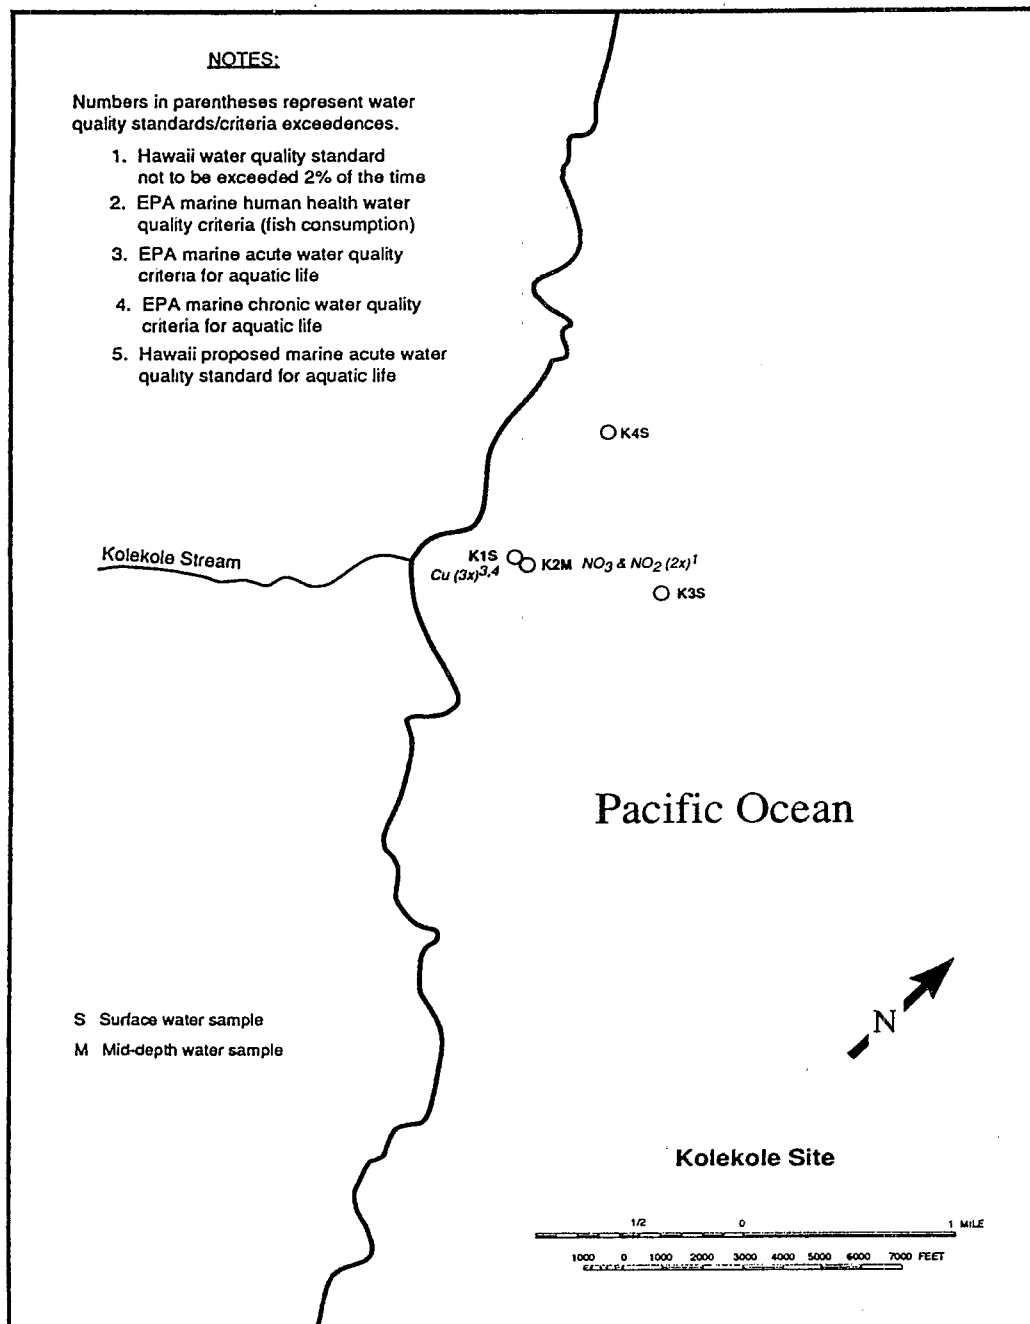 NOTES:
Numbers in parentheses represent water
quality standards/criteria exceedences.
1. Hawaii water quality standard
not to be exceeded 2% of the time
2. EPA marine human health water
quality criteria (fish consumption)
3. EPA marine acute water quality
criteria for aquatic life
4. EPA marine chronic water quality
criteria for aquatic life
5. Hawaii proposed marine acute water
quality standard for aquatic life
K4S
Kolekole Stream
K1S
Cu (3x)3,4
K2M NO3 & NO2 (2x)1
K3S
Pacific Ocean
N
S Surface water sample
M Mid-depth water sample
Kolekole Site
1/2 0 1 MILE
1000 0 1000 2000 3000 4000 5000 6000 7000 FEET